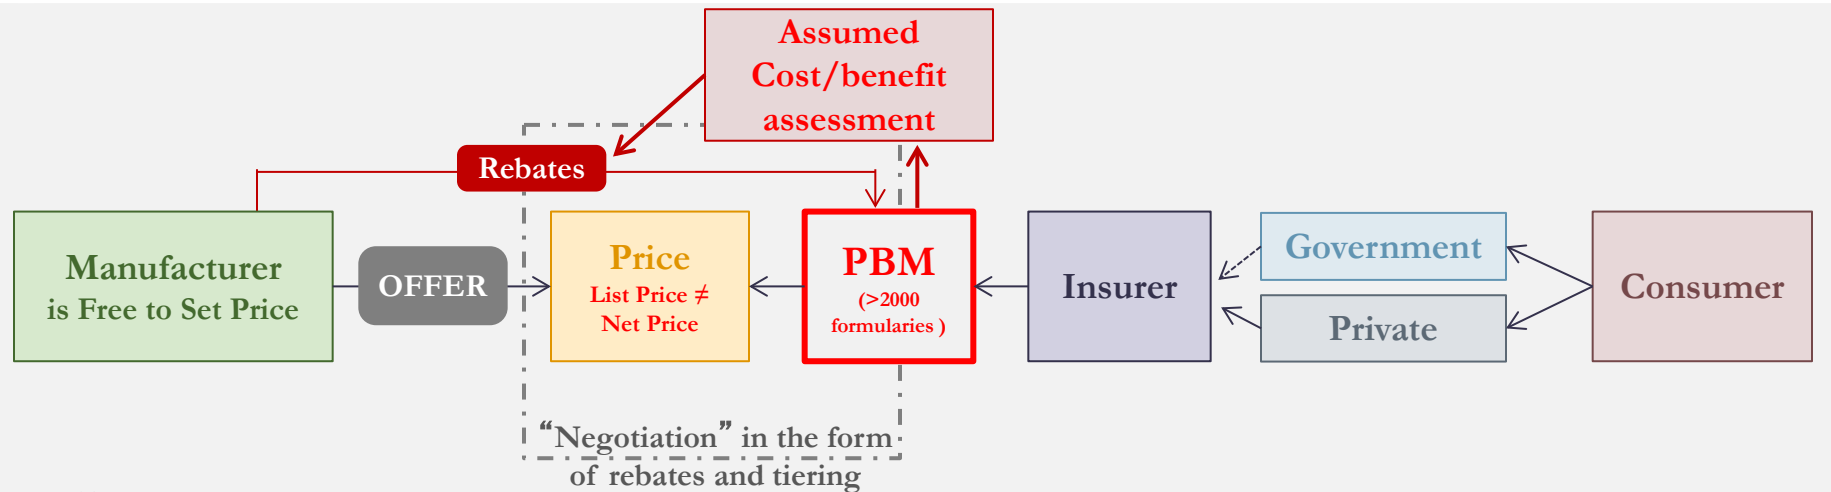 Assumed
Cost/benefit
assessment
Rebates
Manufacturer
is Free to Set Price
OFFER
Price
List Price ≠
Net Price
PBM
(>2000
formularies )
Insurer
Government
Private
Consumer
“Negotiation” in the form
of rebates and tiering